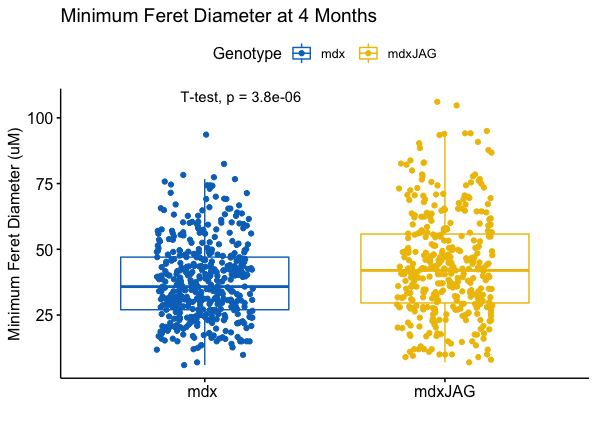 Minimum Feret Diameter at 4 Months
Genotype mdx mdxJAG
T-test, p = 3.8e-06
Minimum Feret Diameter (uM)
100
75
50
25
mdx mdxJAG